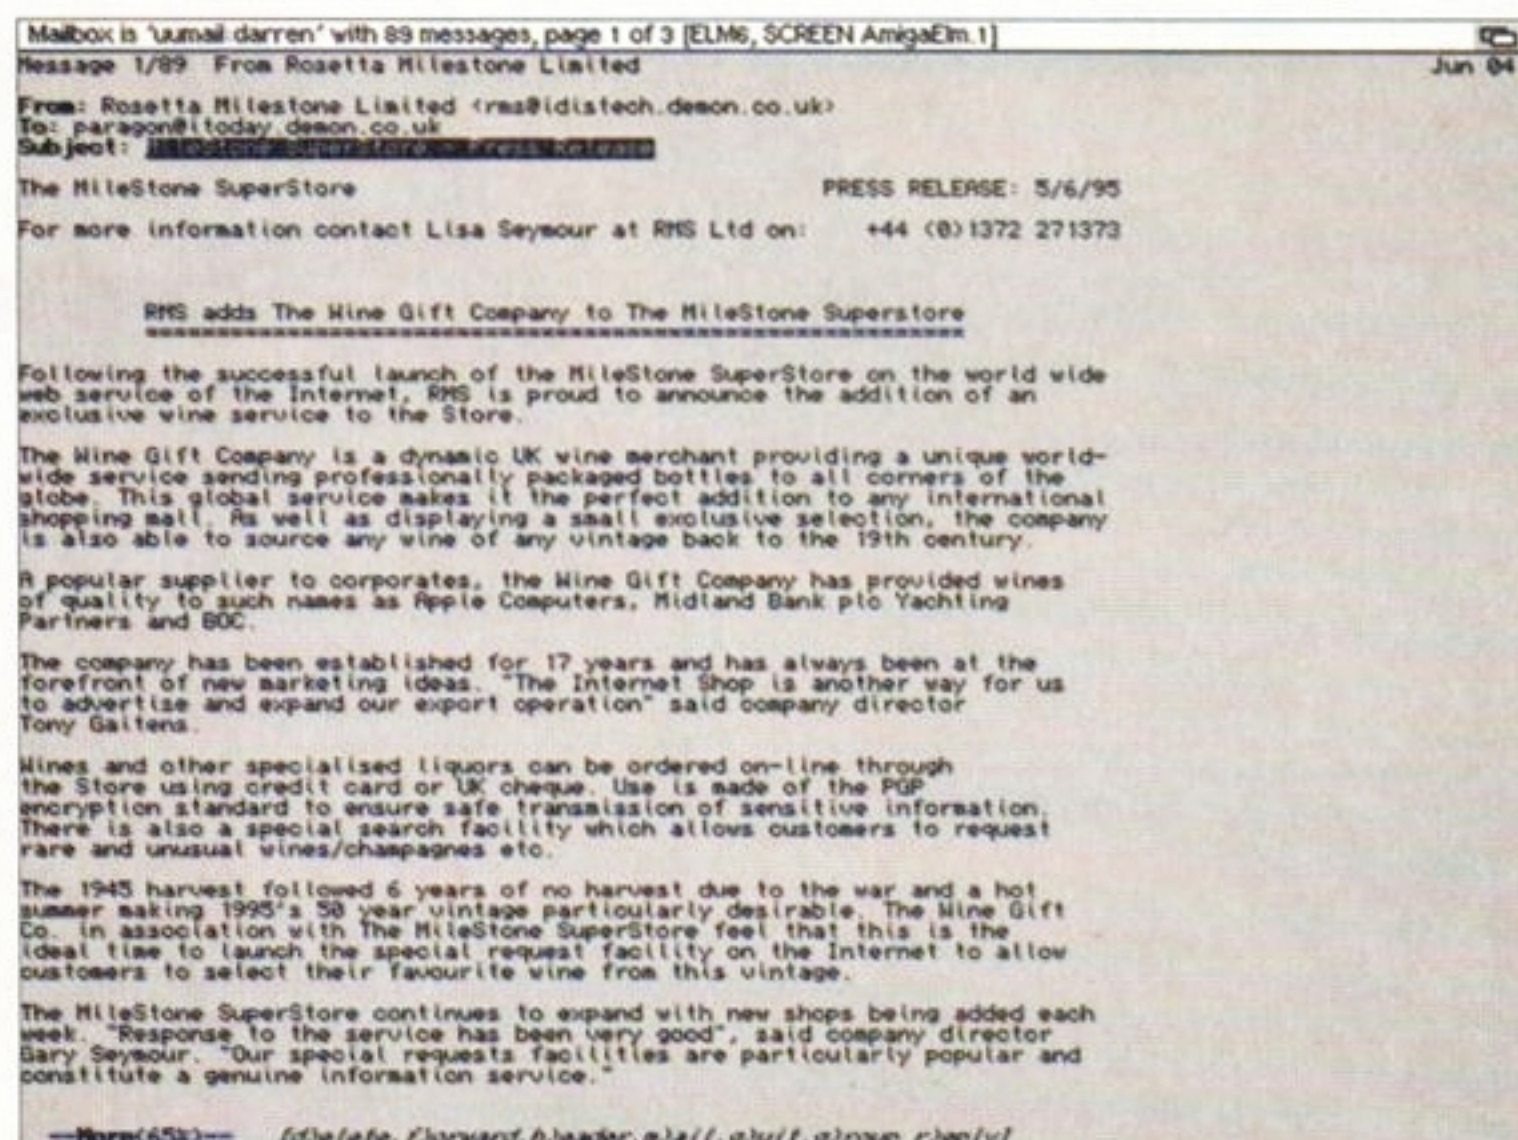 Mailbox is 'uumail:darren' with 89 messages, page 1 of 3 [ELM6, SCREEN AmigaElm.1]
Message 1/89 From Rosetta Milestone Limited Jun 04
From: Rosetta Milestone Limited <rms@idistech.demon.co.uk>
To: paragon@itoday.demon.co.uk
Subject: Milestone Superstore - Press Release
The MileStone SuperStore PRESS RELEASE: 5/6/95
For more information contact Lisa Seymour at RMS Ltd on: +44 (0)1372 271373
RMS adds The Wine Gift Company to The MileStone Superstore
Following the successful launch of the MileStone SuperStore on the world wide
web service of the Internet, RMS is proud to announce the addition of an
exclusive wine service to the Store.
The Wine Gift Company is a dynamic UK wine merchant providing a unique world-
wide service sending professionally packaged bottles to all corners of the
globe. This global service makes it the perfect addition to any international
shopping mall. As well as displaying a small exclusive selection, the company
is also able to source any wine of any vintage back to the 19th century.
A popular supplier to corporates, the Wine Gift Company has provided wines
of quality to such names as Apple Computers, Midland Bank plc Yachting
Partners and BOC.
The company has been established for 17 years and has always been at the
forefront of new marketing ideas. "The Internet Shop is another way for us
to advertise and expand our export operation" said company director
Tony Gaitens.
Wines and other specialised liquors can be ordered on-line through
the Store using credit card or UK cheque. Use is made of the PGP
encryption standard to ensure safe transmission of sensitive information.
There is also a special search facility which allows customers to request
rare and unusual wines/champagnes etc.
The 1945 harvest followed 6 years of no harvest due to the war and a hot
summer making 1995's 50 year vintage particularly desirable. The Wine Gift
Co. in association with The MileStone SuperStore feel that this is the
ideal time to launch the special request facility on the Internet to allow
customers to select their favourite wine from this vintage.
The MileStone SuperStore continues to expand with new shops being added each
week. "Response to the service has been very good", said company director
Gary Seymour. "Our special requests facilities are particularly popular and
constitute a genuine information service."
--More(65%)-- [d)elete,f)orward,h)eader,m)ail,q)uit,g)roup,r)eply]